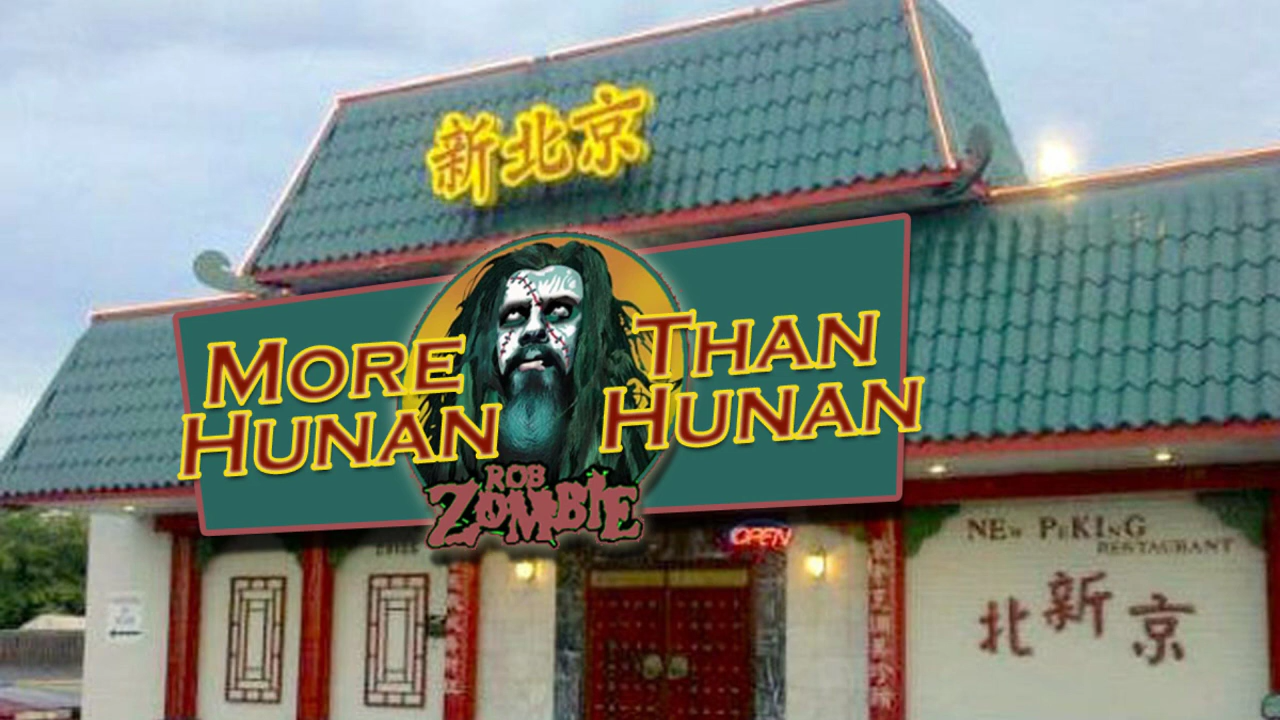 新北京
MORE
HUNAN
THAN
HUNAN
ROB
ZOMBIE
OPEN
NEW PEKING
RESTAURANT
北新京